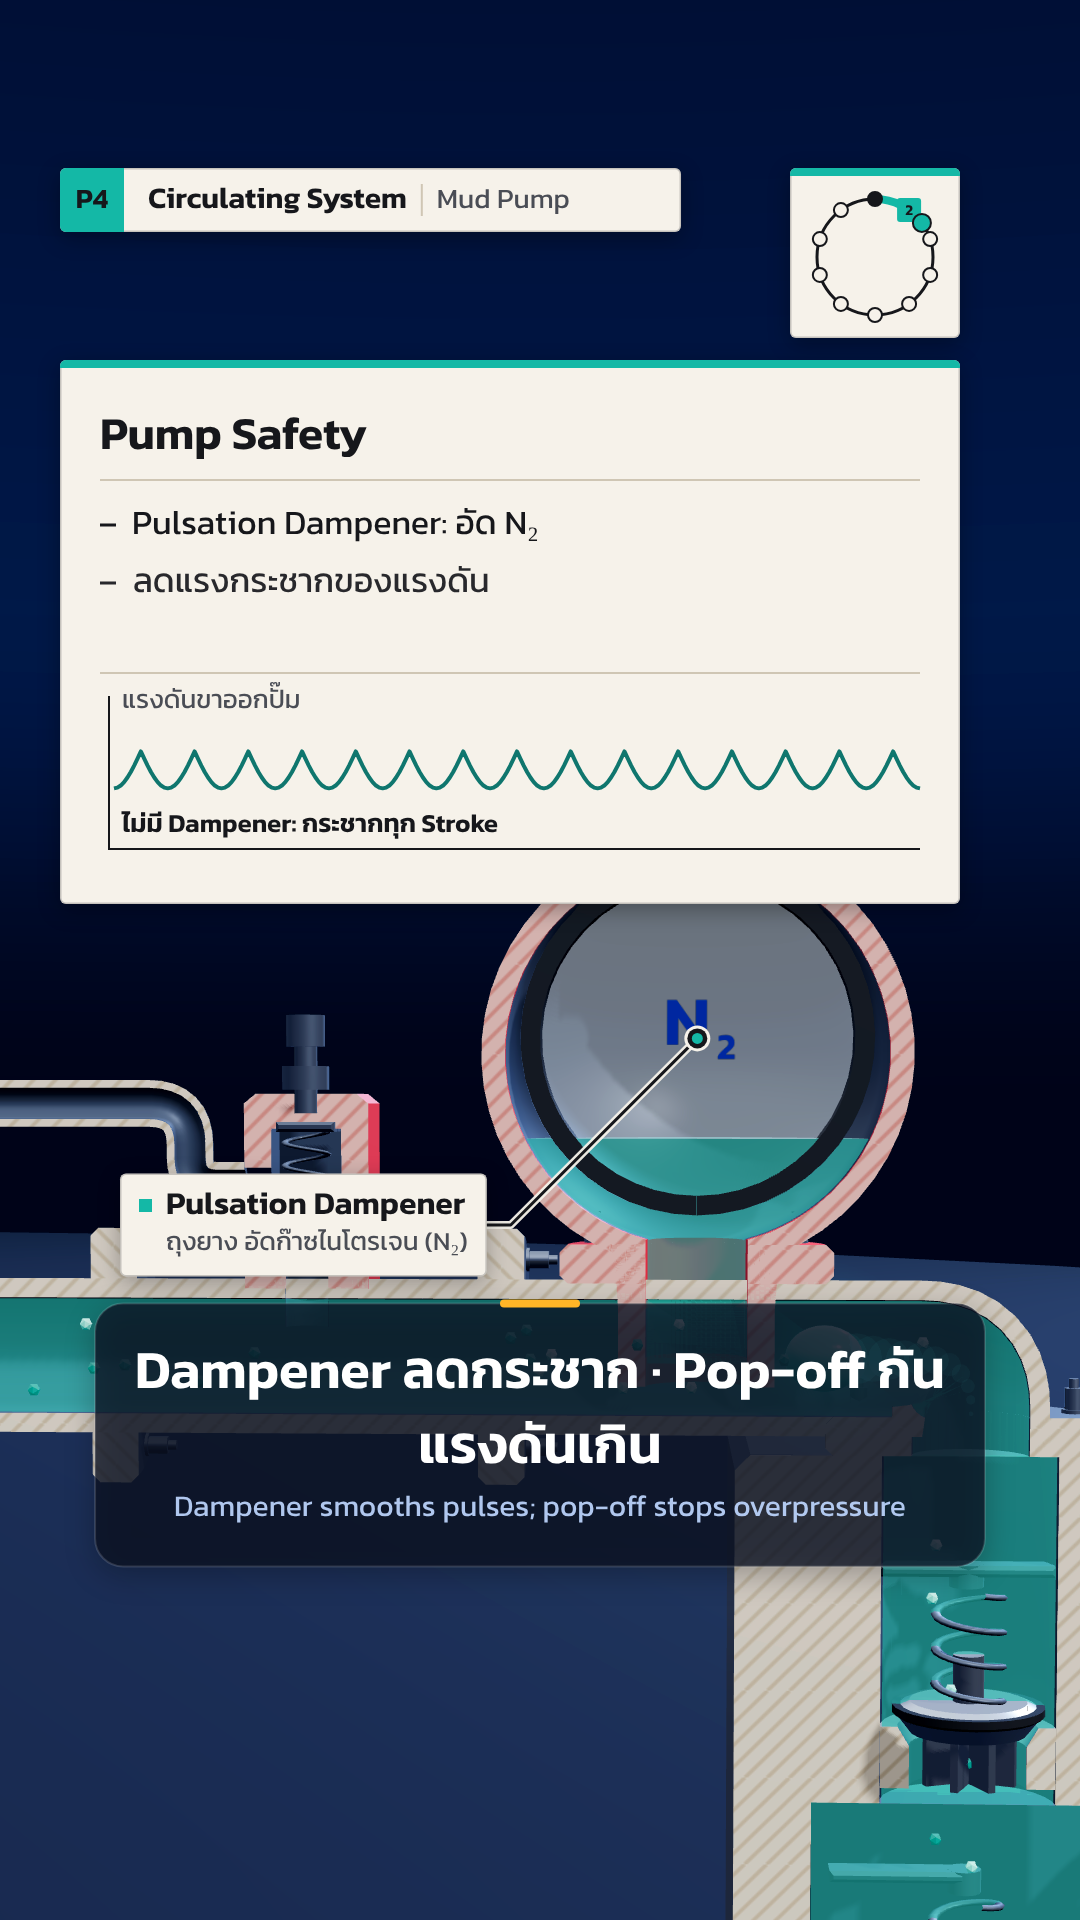 P4 Circulating System Mud Pump
2
Pump Safety
– Pulsation Dampener: อัด N₂
– ลดแรงกระชากของแรงดัน
แรงดันขาออกปั๊ม
ไม่มี Dampener: กระชากทุก Stroke
N₂
Pulsation Dampener
ถุงยาง อัดก๊าซไนโตรเจน (N₂)
Dampener ลดกระชาก · Pop-off กัน
แรงดันเกิน
Dampener smooths pulses; pop-off stops overpressure